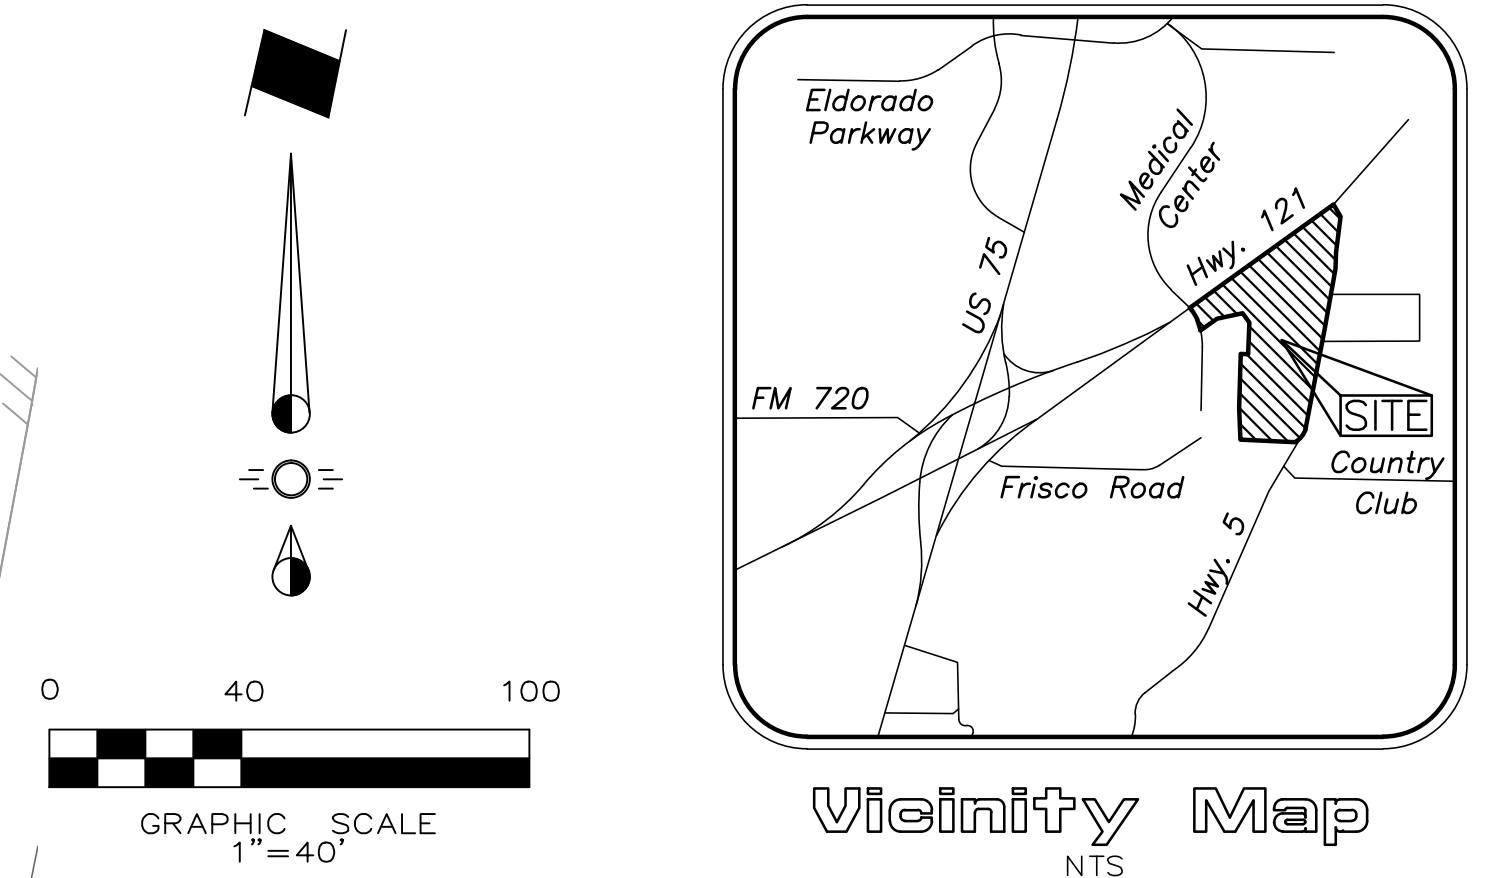 Eldorado
Parkway
Medical
Center
Hwy. 121
US 75
FM 720
SITE
Country
Club
Frisco Road
Hwy. 5
0 40 100
GRAPHIC SCALE
1"=40'
Vicinity Map
NTS